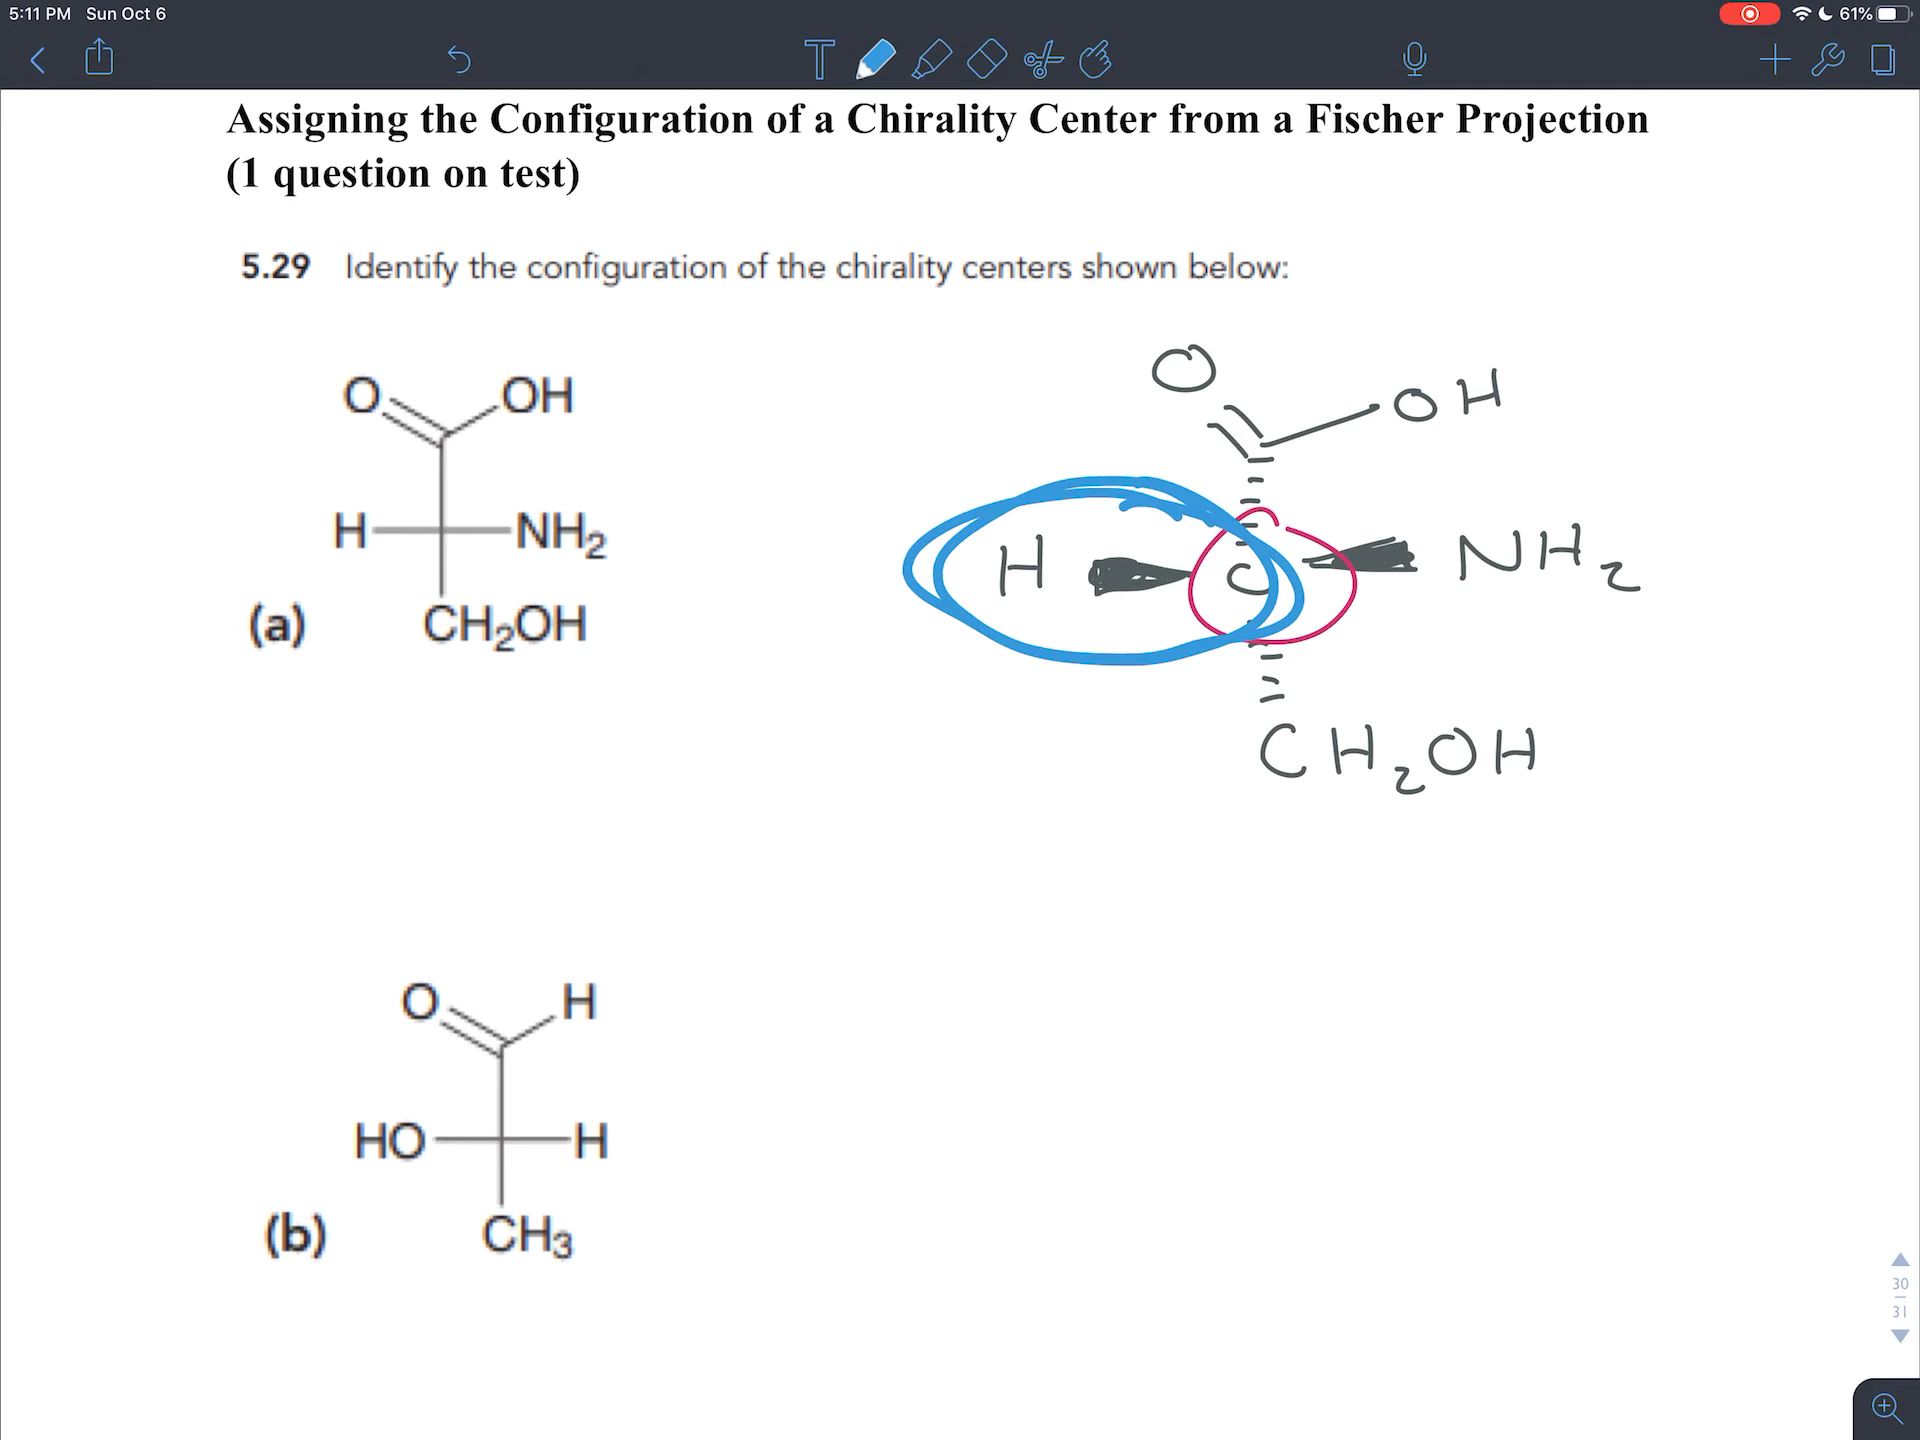 5:11 PM Sun Oct 6
61%
Assigning the Configuration of a Chirality Center from a Fischer Projection
(1 question on test)
5.29 Identify the configuration of the chirality centers shown below:
O OH
H NH₂
(a) CH₂OH
O OH
H C NH₂
CH₂OH
O H
HO H
(b) CH₃
30
31